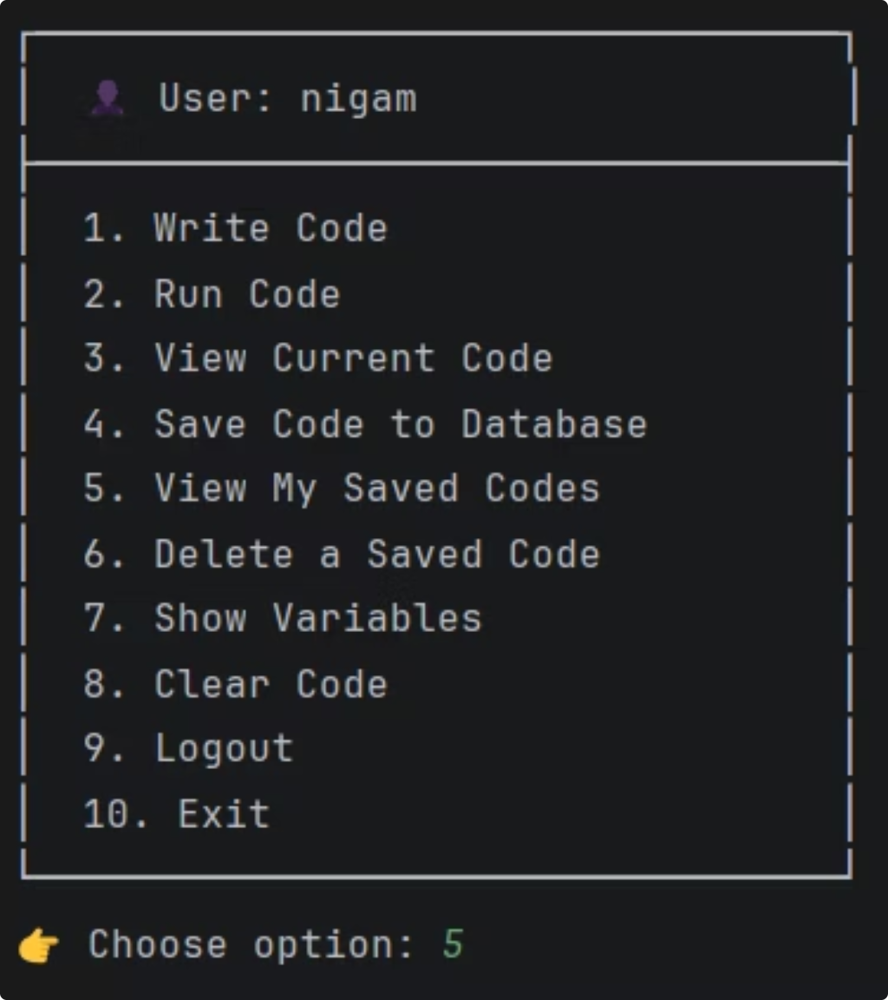 👤 User: nigam
1. Write Code
2. Run Code
3. View Current Code
4. Save Code to Database
5. View My Saved Codes
6. Delete a Saved Code
7. Show Variables
8. Clear Code
9. Logout
10. Exit
👉 Choose option: 5